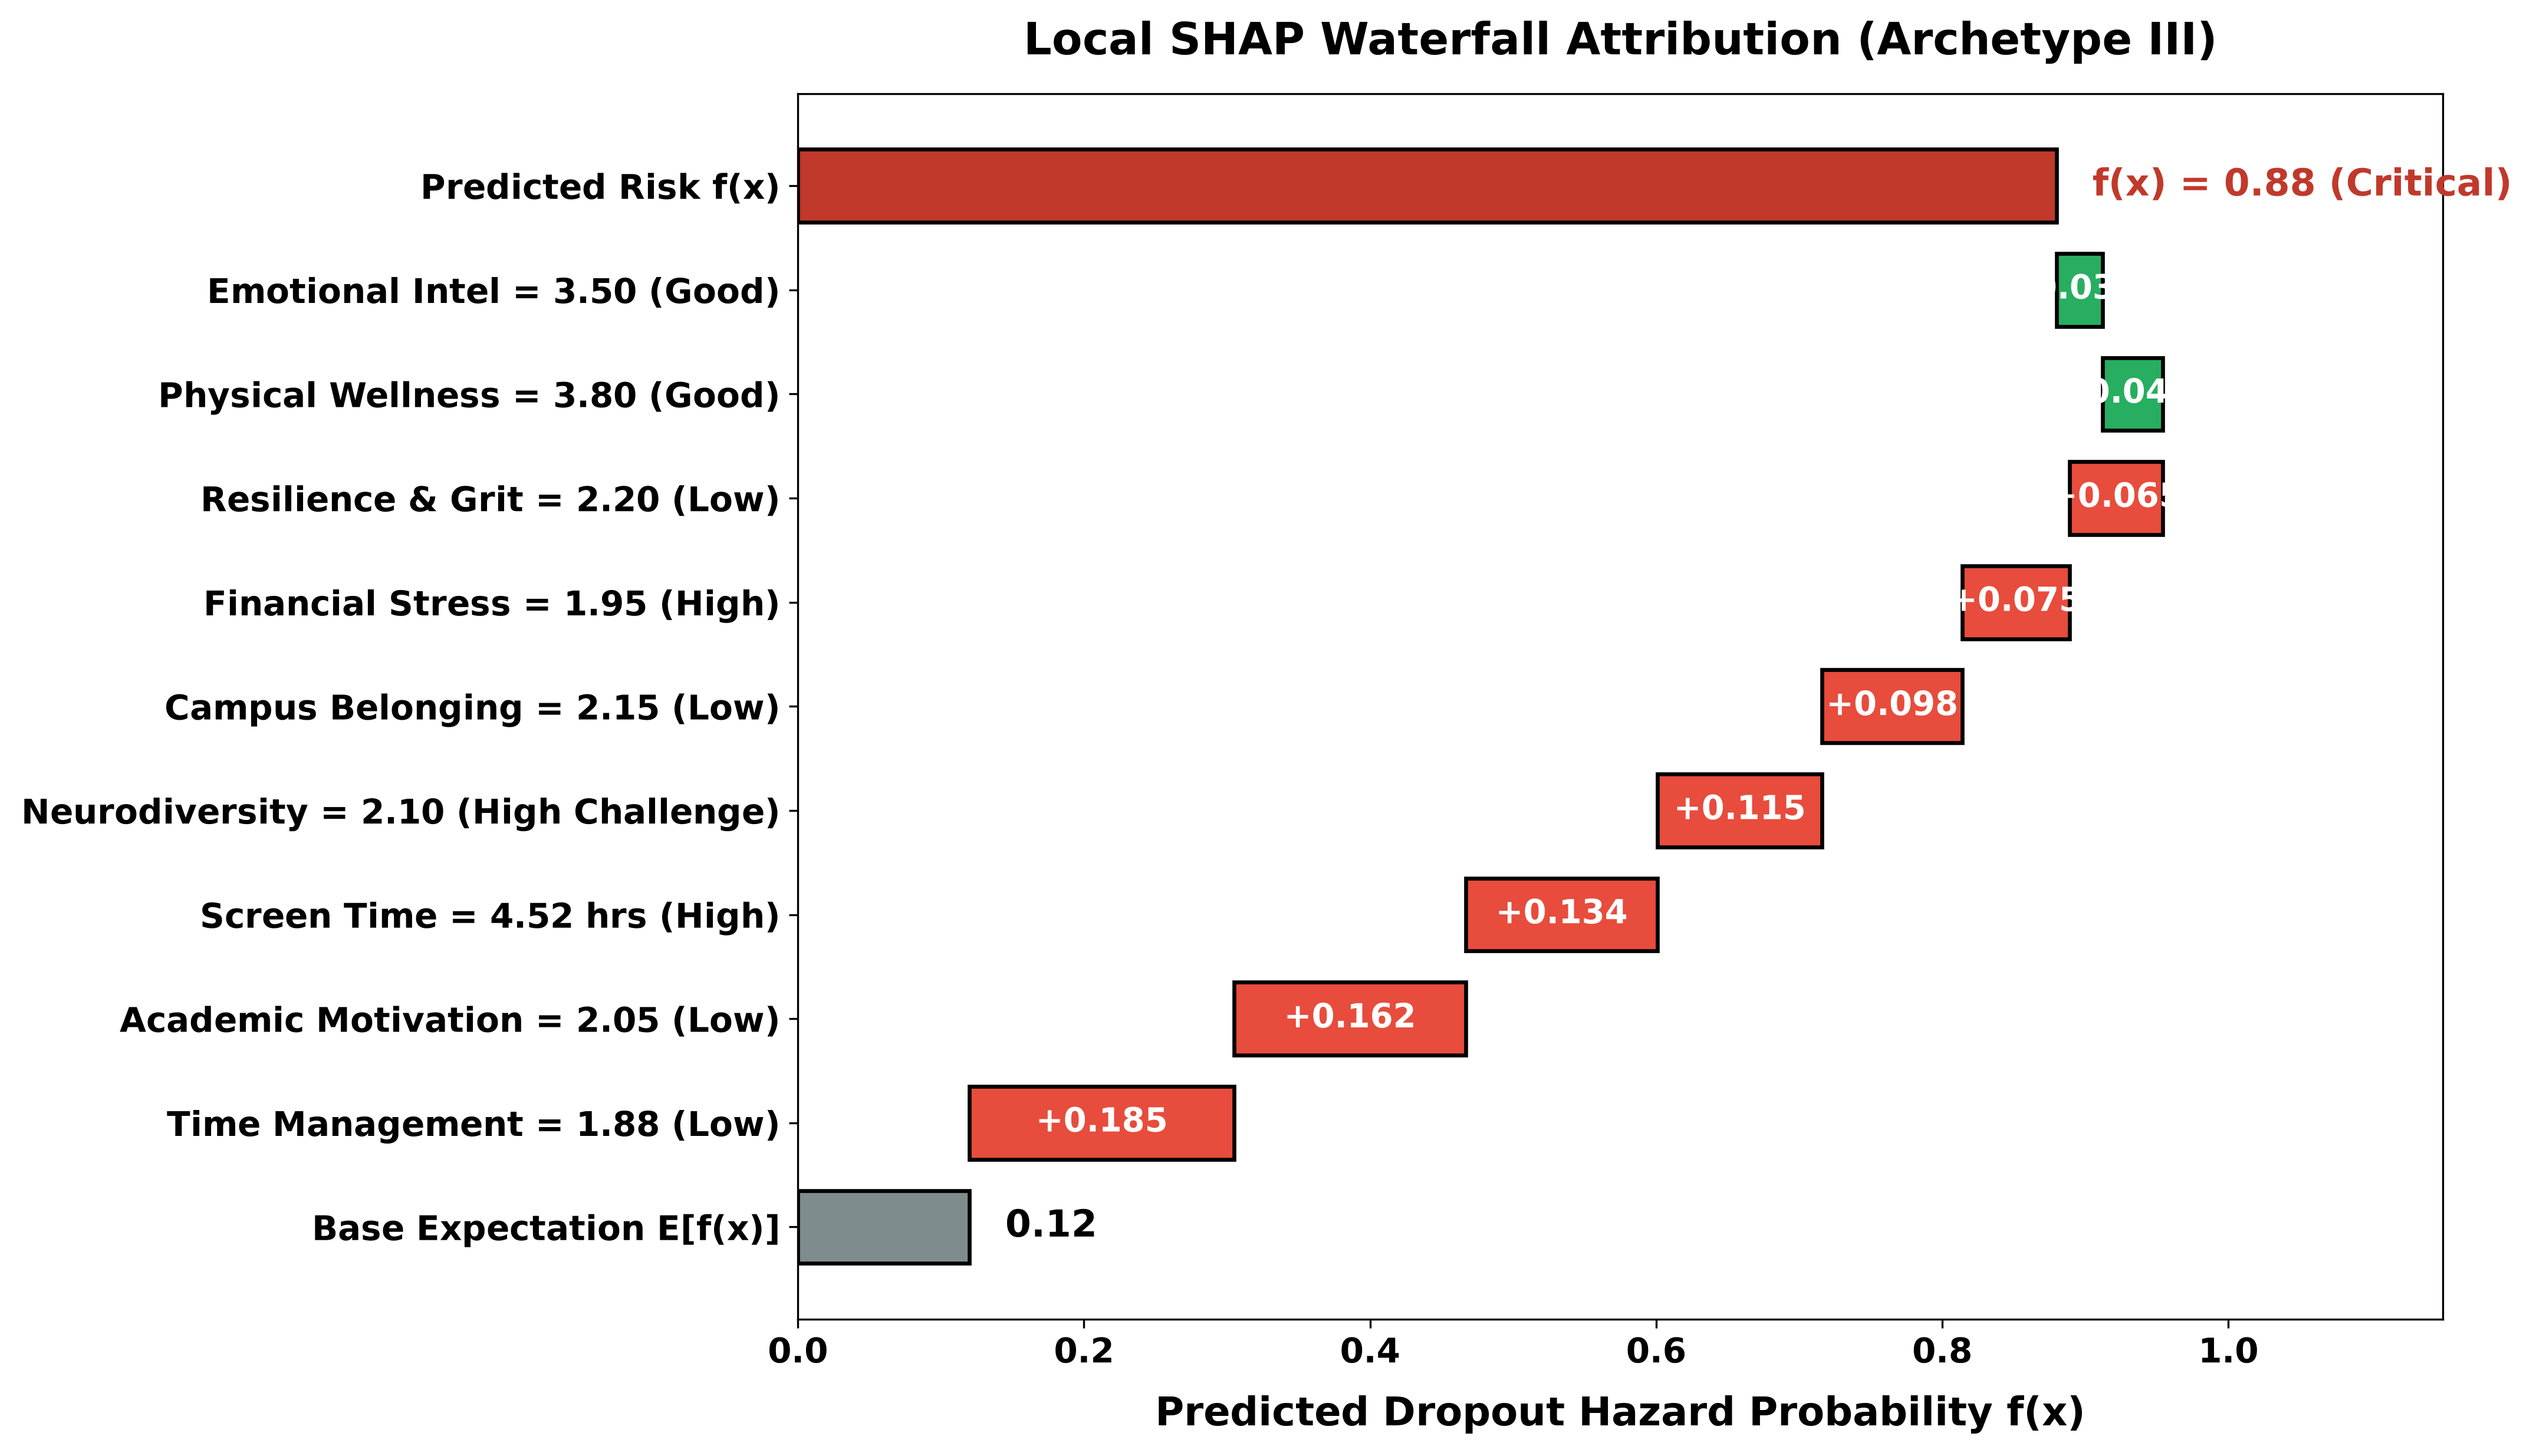 Local SHAP Waterfall Attribution (Archetype III)
Predicted Risk f(x)
f(x) = 0.88 (Critical)
Emotional Intel = 3.50 (Good)
Physical Wellness = 3.80 (Good)
Resilience & Grit = 2.20 (Low)
+0.065
Financial Stress = 1.95 (High)
+0.075
Campus Belonging = 2.15 (Low)
+0.098
Neurodiversity = 2.10 (High Challenge)
+0.115
Screen Time = 4.52 hrs (High)
+0.134
Academic Motivation = 2.05 (Low)
+0.162
Time Management = 1.88 (Low)
+0.185
Base Expectation E[f(x)]
0.12
0.0 0.2 0.4 0.6 0.8 1.0
Predicted Dropout Hazard Probability f(x)